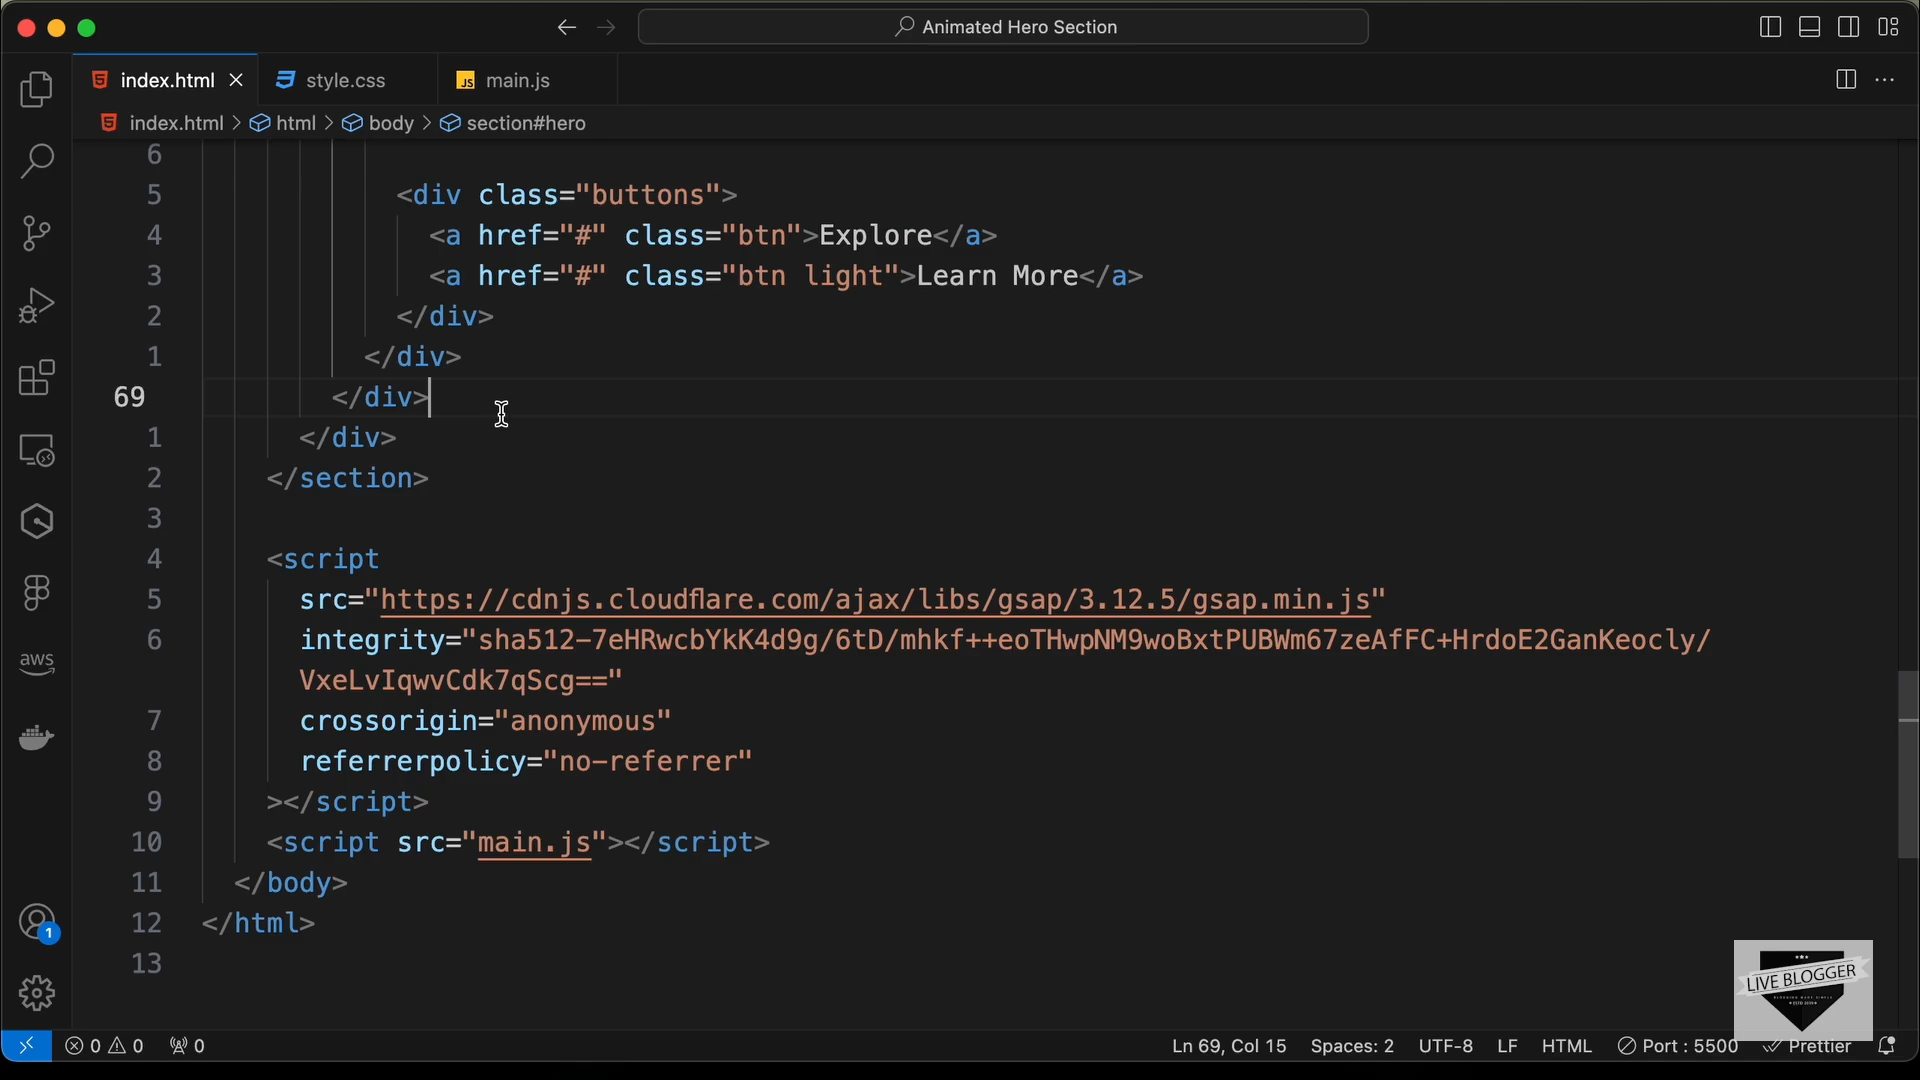 Animated Hero Section
index.html style.css JS main.js
index.html > html > body > section#hero
6
5 <div class="buttons">
4 <a href="#" class="btn">Explore</a>
3 <a href="#" class="btn light">Learn More</a>
2 </div>
1 </div>
69 </div>
1 </div>
2 </section>
3
4 <script
5 src="https://cdnjs.cloudflare.com/ajax/libs/gsap/3.12.5/gsap.min.js"
6 integrity="sha512-7eHRwcbYkK4d9g/6tD/mhkf++eoTHwpNM9woBxtPUBWm67zeAfFC+HrdoE2GanKeocly/
VxeLvIqwvCdk7qScg=="
7 crossorigin="anonymous"
8 referrerpolicy="no-referrer"
9 ></script>
10 <script src="main.js"></script>
11 </body>
12 </html>
13
aws
1
LIVE BLOGGER
0 0 0
Ln 69, Col 15 Spaces: 2 UTF-8 LF HTML Port : 5500 Prettier